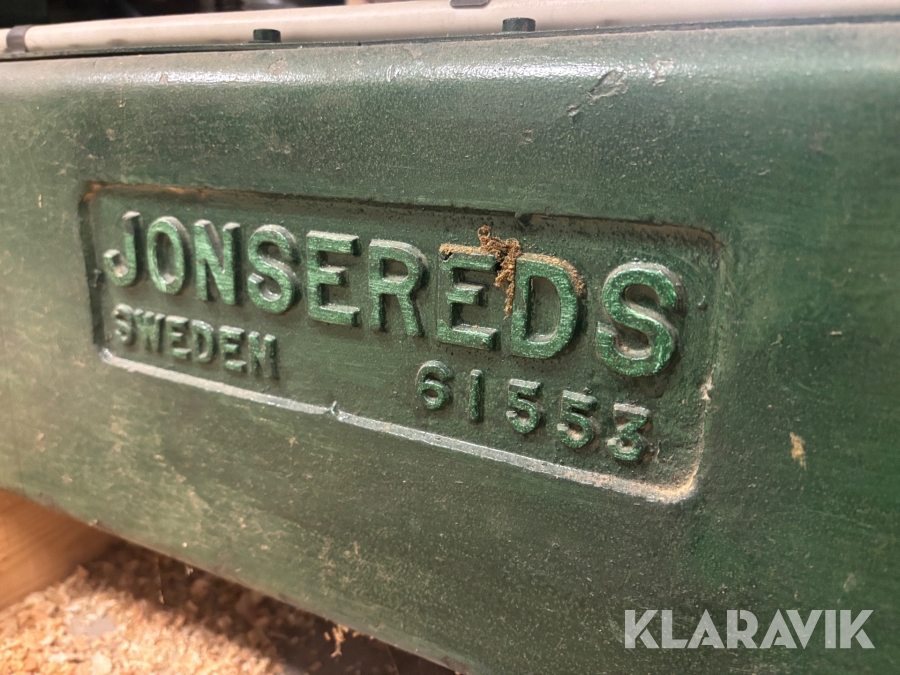 JONSEREDS
SWEDEN 61553
KLARAVIK